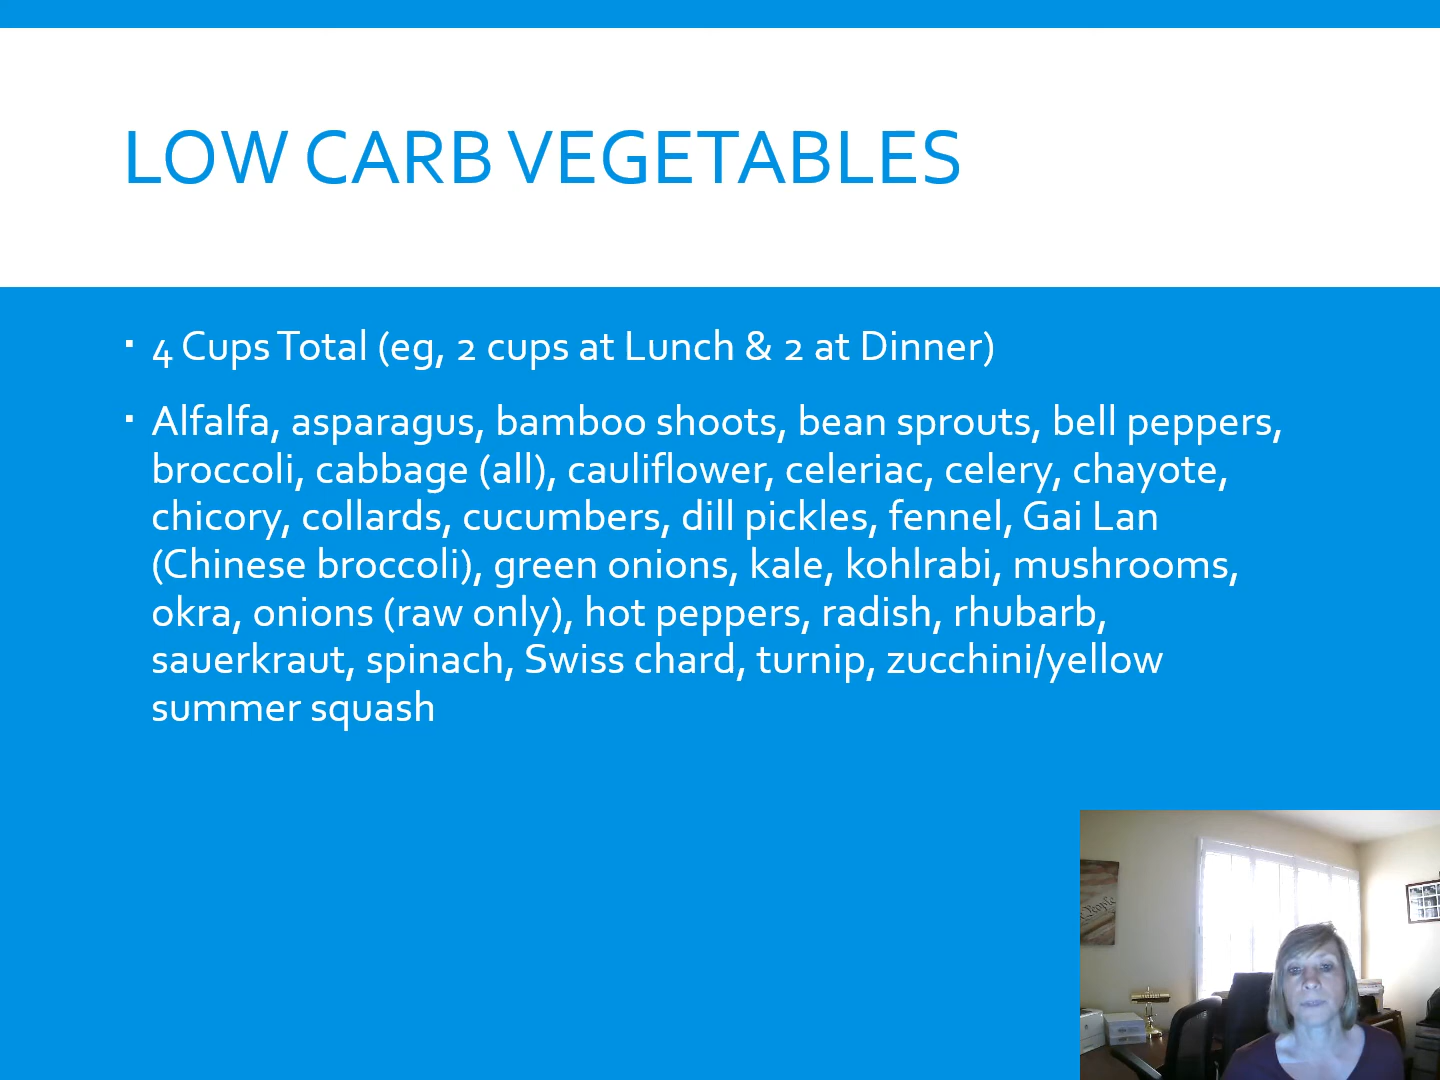 LOW CARB VEGETABLES
▪ 4 Cups Total (eg, 2 cups at Lunch & 2 at Dinner)
▪ Alfalfa, asparagus, bamboo shoots, bean sprouts, bell peppers,
broccoli, cabbage (all), cauliflower, celeriac, celery, chayote,
chicory, collards, cucumbers, dill pickles, fennel, Gai Lan
(Chinese broccoli), green onions, kale, kohlrabi, mushrooms,
okra, onions (raw only), hot peppers, radish, rhubarb,
sauerkraut, spinach, Swiss chard, turnip, zucchini/yellow
summer squash
People